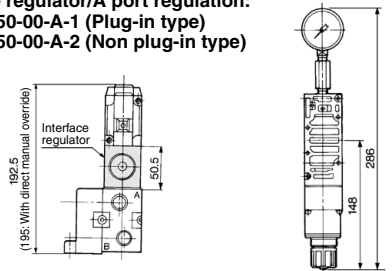 regulator/A port regulation:
50-00-A-1 (Plug-in type)
50-00-A-2 (Non plug-in type)
Interface
regulator
192.5
(195: With direct manual override)
50.5
A
B
148
286